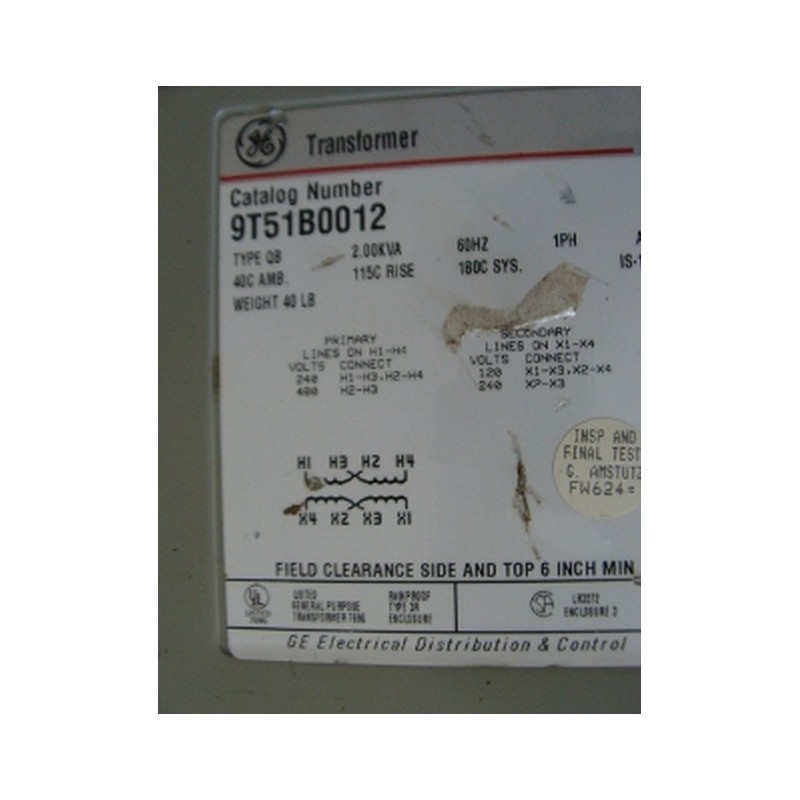 GE Transformer
Catalog Number
9T51B0012
TYPE QB 2.00KVA 60HZ 1PH
40C AMB. 115C RISE 180C SYS. IS-
WEIGHT 40 LB
PRIMARY
LINES ON H1-H4
VOLTS CONNECT
240 H1-H3,H2-H4
480 H2-H3
SECONDARY
LINES ON X1-X4
VOLTS CONNECT
120 X1-X3,X2-X4
240 X2-X3
INSP AND
FINAL TEST
G. AMSTUTZ
FW624=
H1 H3 H2 H4
X4 X2 X3 X1
FIELD CLEARANCE SIDE AND TOP 6 INCH MIN
UL LISTED
LISTED
GENERAL PURPOSE
TRANSFORMER
RAINPROOF
TYPE 3R
ENCLOSURE
ENCLOSURE 3
GE Electrical Distribution & Control